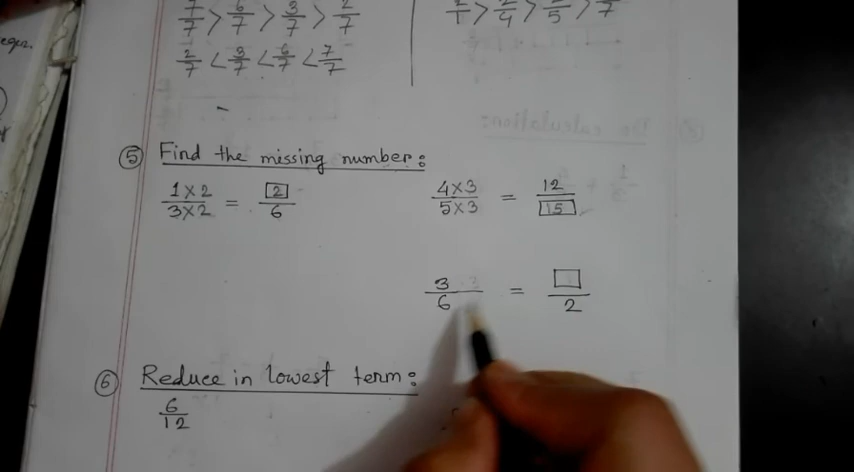 7/7 > 6/7 > 3/7 > 2/7
2/7 < 3/7 < 6/7 < 7/7
⑤ Find the missing number:
1×2/3×2 = 2/6
4×3/5×3 = 12/15
3/6 = □/2
⑥ Reduce in lowest term:
6/12